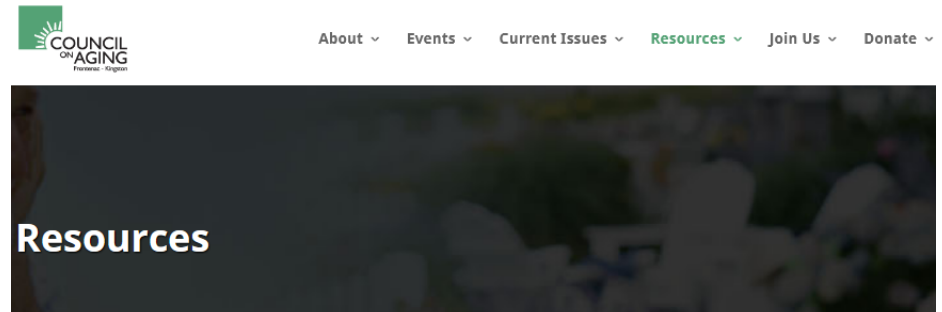 COUNCIL
ON AGING
Frontenac - Kingston
About
Events
Current Issues
Resources
Join Us
Donate
Resources